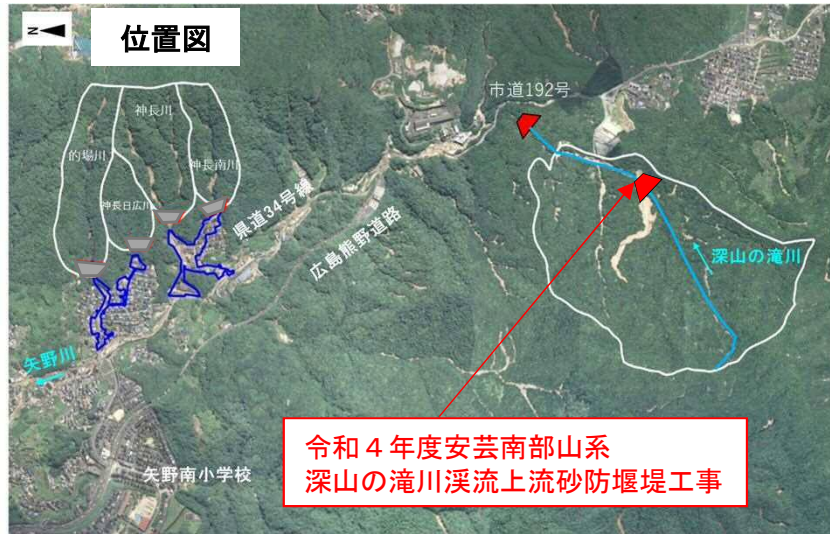 N
位置図
市道192号
神長川
的場川
神長南川
神長日広川
県道34号線
広島熊野道路
深山の滝川
矢野川
矢野南小学校
令和４年度安芸南部山系
深山の滝川渓流上流砂防堰堤工事